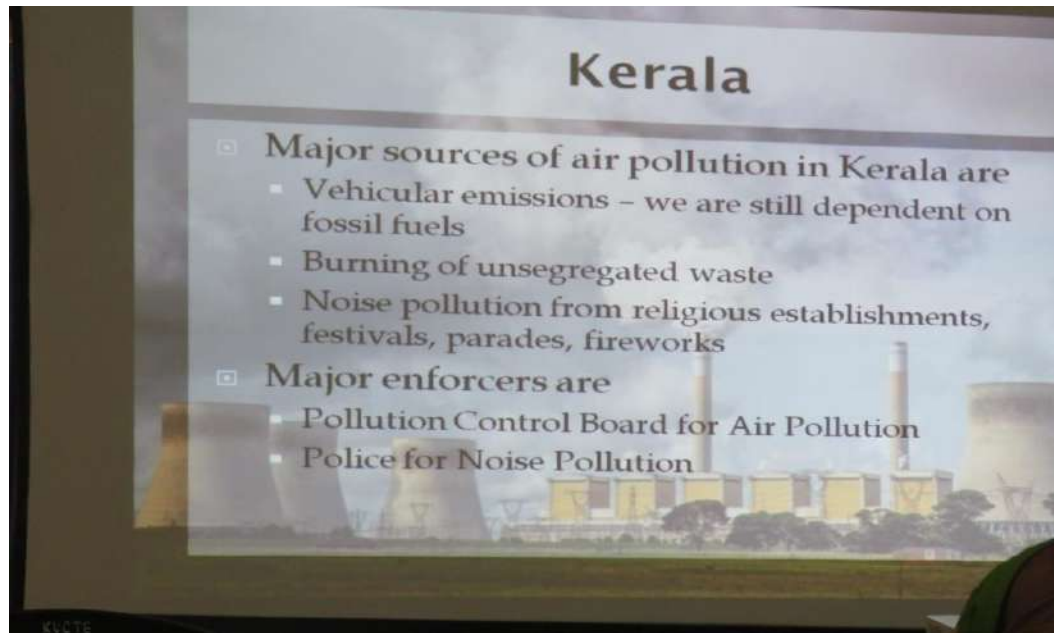 Kerala
Major sources of air pollution in Kerala are
Vehicular emissions – we are still dependent on
fossil fuels
Burning of unsegregated waste
Noise pollution from religious establishments,
festivals, parades, fireworks
Major enforcers are
Pollution Control Board for Air Pollution
Police for Noise Pollution
KUCTE